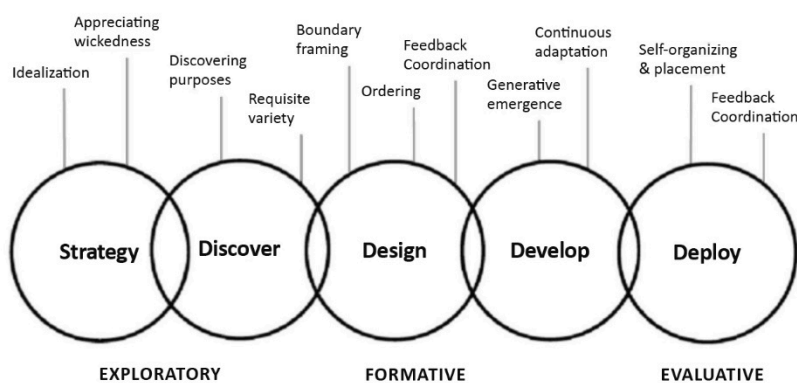 Appreciating
wickedness
Idealization
Discovering
purposes
Requisite
variety
Boundary
framing
Ordering
Feedback
Coordination
Generative
emergence
Continuous
adaptation
Self-organizing
& placement
Feedback
Coordination
Strategy
Discover
Design
Develop
Deploy
EXPLORATORY
FORMATIVE
EVALUATIVE